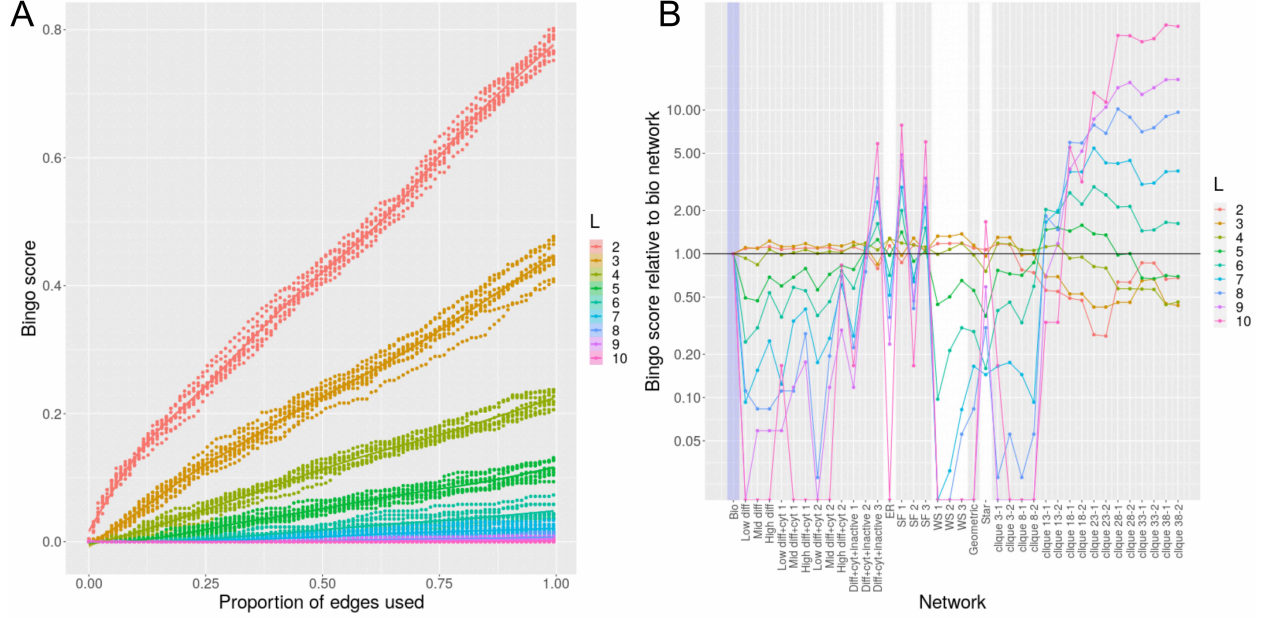 A
Bingo score
0.8
0.6
0.4
0.2
0.0
0.00
0.25
0.50
0.75
1.00
Proportion of edges used
L
2
3
4
5
6
7
8
9
10
B
Bingo score relative to bio network
10.00
5.00
2.00
1.00
0.50
0.20
0.10
0.05
Bio
Low diff
Mid diff
High diff
Low diff+cyt 1
Mid diff+cyt 1
High diff+cyt 1
Low diff+cyt 2
Mid diff+cyt 2
High diff+cyt 2
Diff+cyt+inactive 1
Diff+cyt+inactive 2
Diff+cyt+inactive 3
ER
SF 1
SF 2
SF 3
WS 1
WS 2
WS 3
Geometric
Star
clique 3-1
clique 3-2
clique 8-1
clique 8-2
clique 13-1
clique 13-2
clique 18-1
clique 18-2
clique 23-1
clique 23-2
clique 28-1
clique 28-2
clique 33-1
clique 33-2
clique 38-1
clique 38-2
Network
L
2
3
4
5
6
7
8
9
10